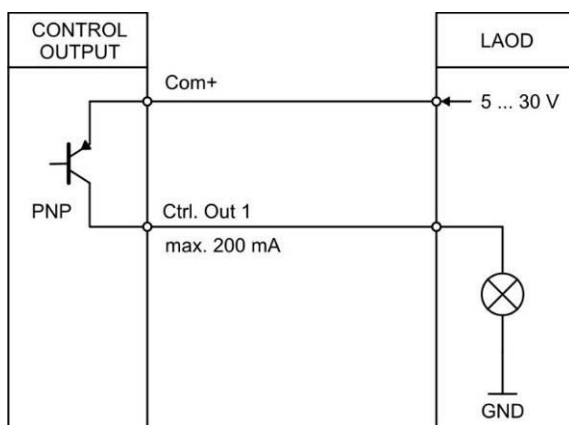 CONTROL
OUTPUT
LAOD
Com+
5 ... 30 V
PNP
Ctrl. Out 1
max. 200 mA
GND